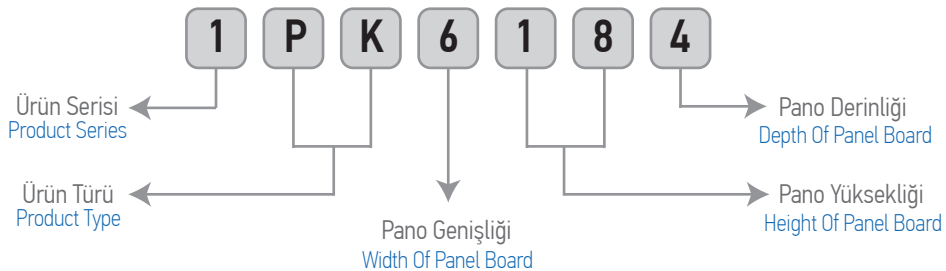 1 P K 6 1 8 4
Ürün Serisi
Product Series
Pano Derinliği
Depth Of Panel Board
Ürün Türü
Product Type
Pano Yüksekliği
Height Of Panel Board
Pano Genişliği
Width Of Panel Board